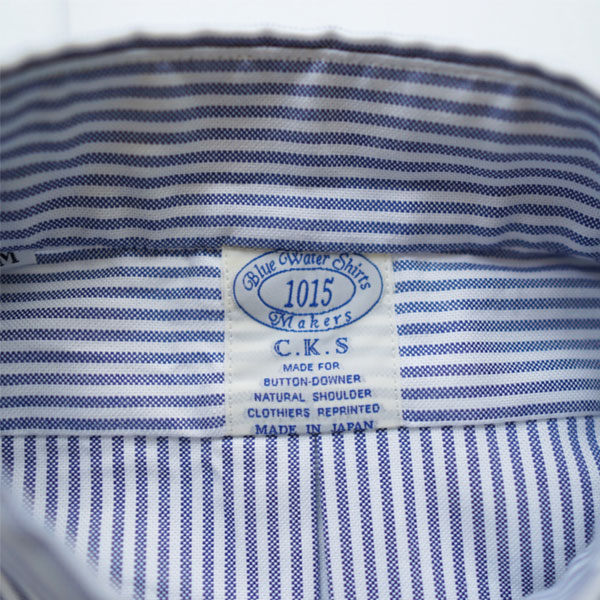 M
Blue Water Shirts
1015
Makers
C.K.S
MADE FOR
BUTTON-DOWNER
NATURAL SHOULDER
CLOTHIERS REPRINTED
MADE IN JAPAN